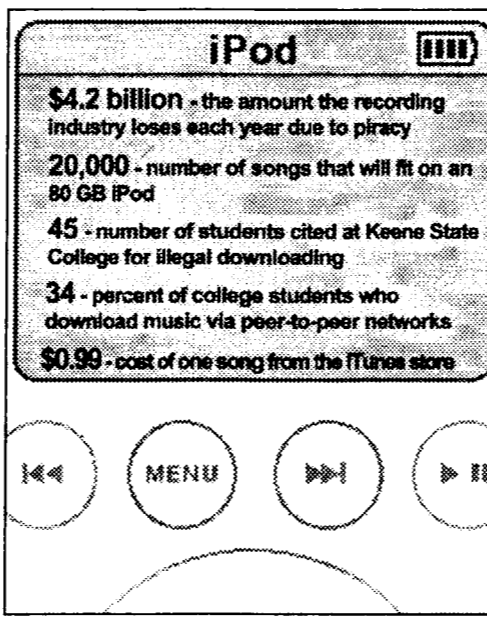 iPod
$4.2 billion - the amount the recording
industry loses each year due to piracy
20,000 - number of songs that will fit on an
80 GB iPod
45 - number of students cited at Keene State
College for illegal downloading
34 - percent of college students who
download music via peer-to-peer networks
$0.99 - cost of one song from the iTunes store
MENU